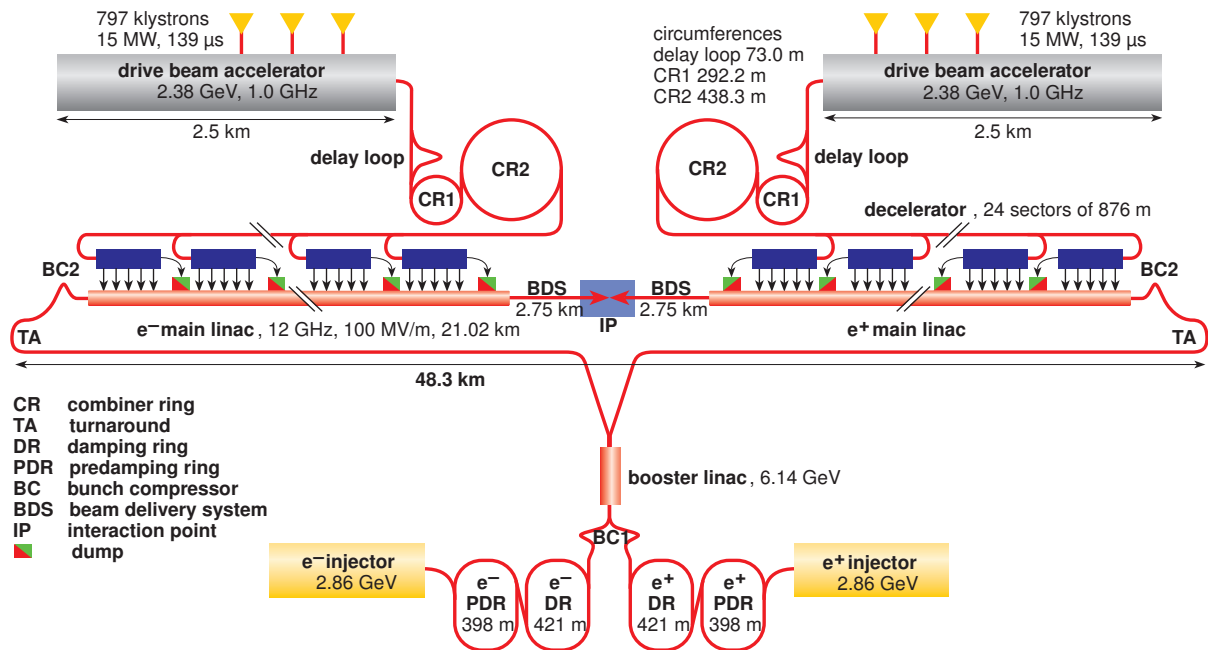 797 klystrons
15 MW, 139 µs
drive beam accelerator
2.38 GeV, 1.0 GHz
2.5 km
delay loop
CR1
CR2
circumferences
delay loop 73.0 m
CR1 292.2 m
CR2 438.3 m
797 klystrons
15 MW, 139 µs
drive beam accelerator
2.38 GeV, 1.0 GHz
2.5 km
delay loop
CR2
CR1
decelerator , 24 sectors of 876 m
BC2
BDS
2.75 km
IP
BDS
2.75 km
BC2
TA
e− main linac , 12 GHz, 100 MV/m, 21.02 km
e+ main linac
TA
48.3 km
CR combiner ring
TA turnaround
DR damping ring
PDR predamping ring
BC bunch compressor
BDS beam delivery system
IP interaction point
dump
booster linac , 6.14 GeV
BC1
e− injector
2.86 GeV
e−
PDR
398 m
e−
DR
421 m
e+
DR
421 m
e+
PDR
398 m
e+ injector
2.86 GeV